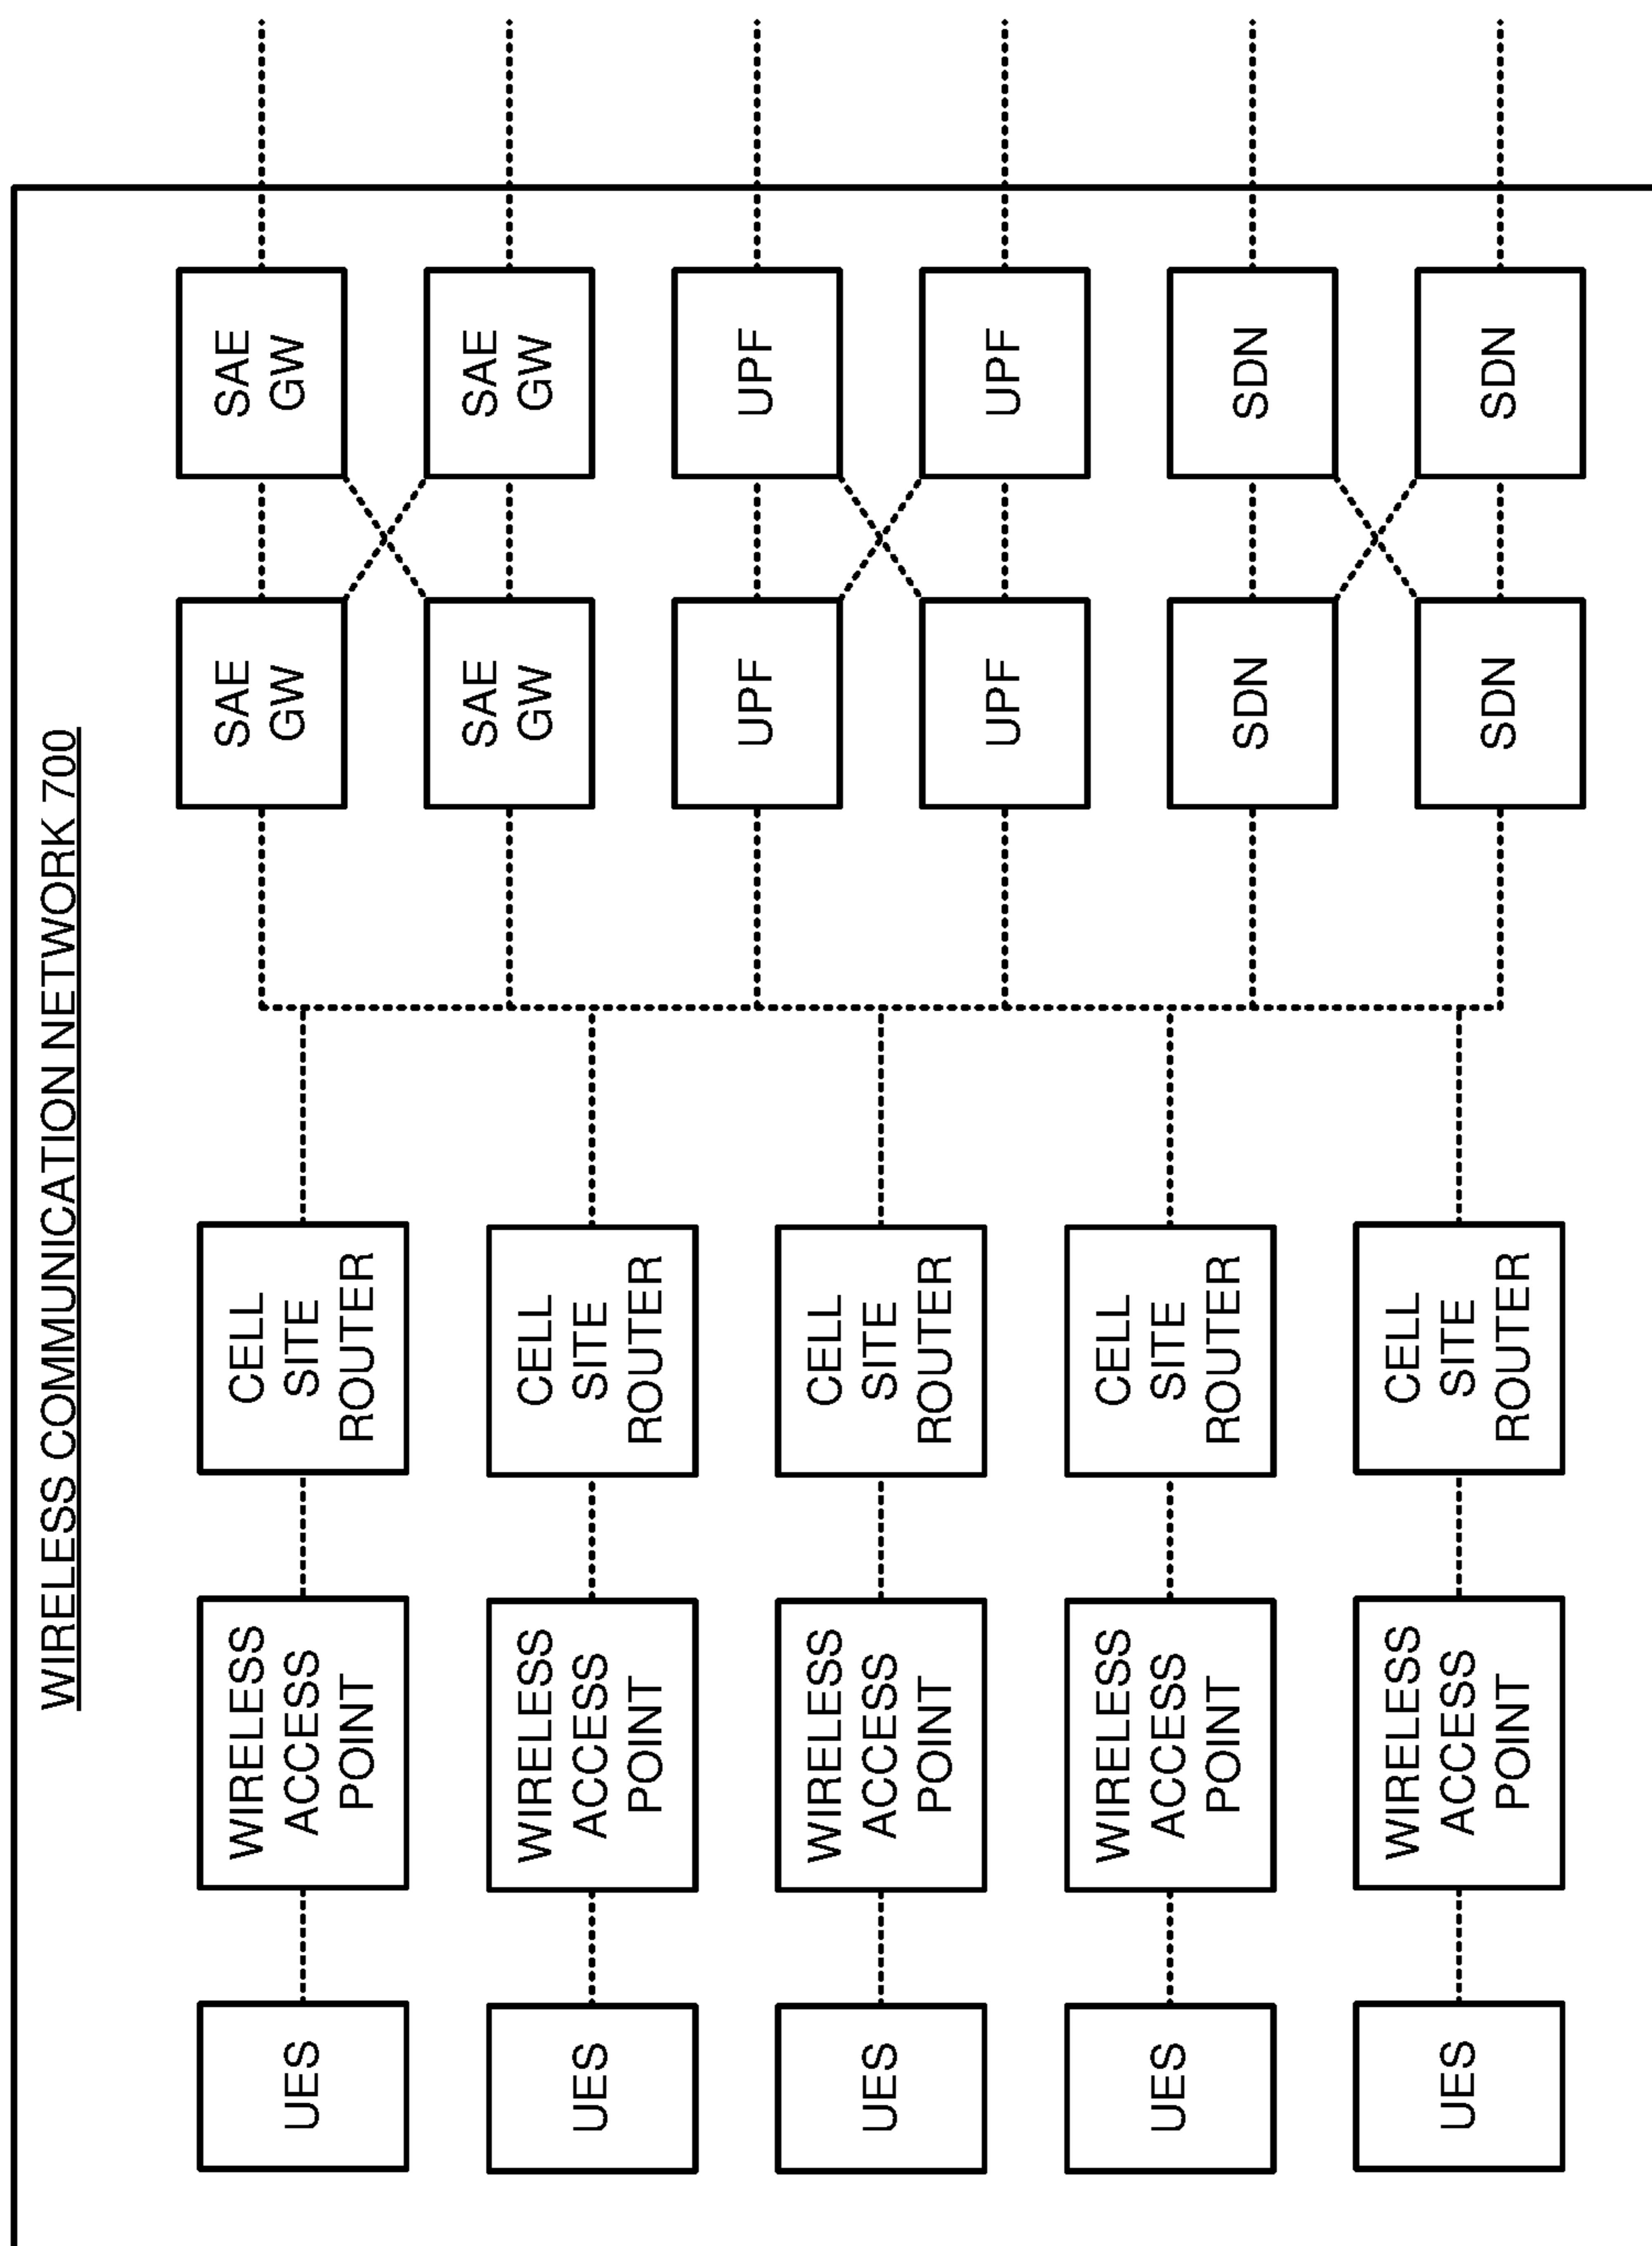 WIRELESS COMMUNICATION NETWORK 700
UES
WIRELESS
ACCESS
POINT
CELL
SITE
ROUTER
UES
WIRELESS
ACCESS
POINT
CELL
SITE
ROUTER
UES
WIRELESS
ACCESS
POINT
CELL
SITE
ROUTER
UES
WIRELESS
ACCESS
POINT
CELL
SITE
ROUTER
UES
WIRELESS
ACCESS
POINT
CELL
SITE
ROUTER
SAE
GW
SAE
GW
SAE
GW
SAE
GW
UPF
UPF
UPF
UPF
SDN
SDN
SDN
SDN